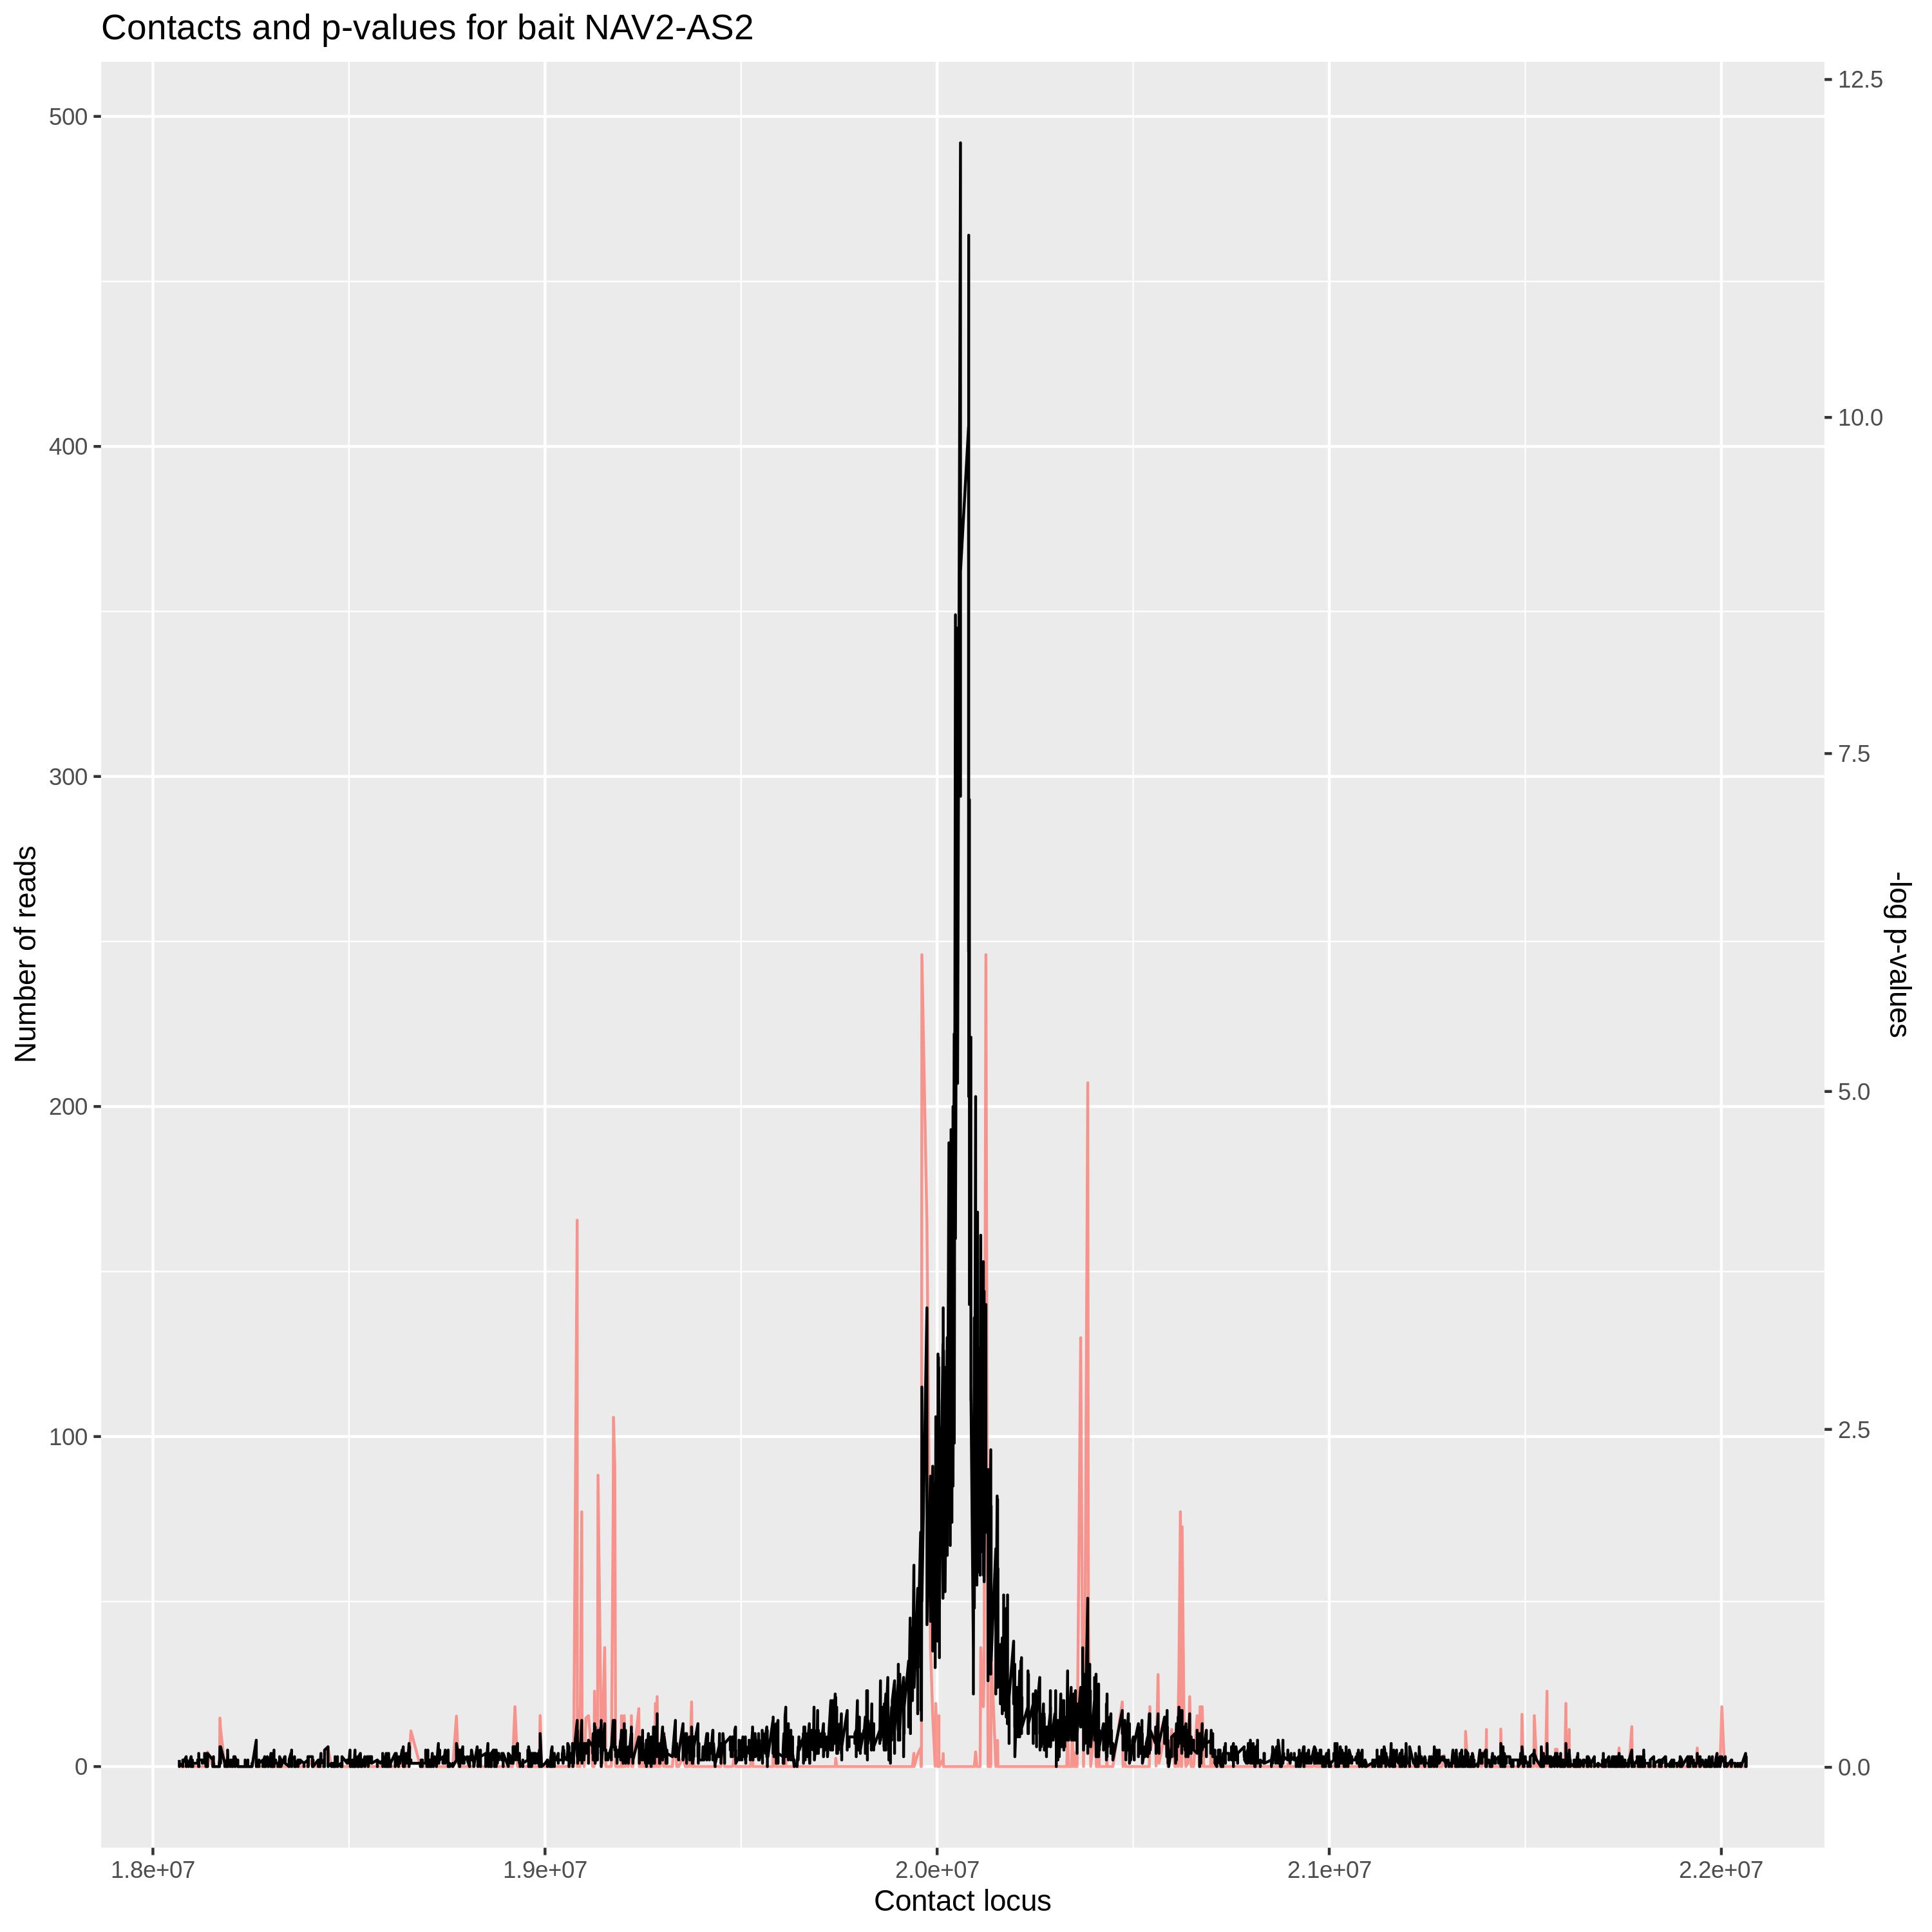 Contacts and p-values for bait NAV2-AS2
500
400
300
200
100
0
Number of reads
12.5
10.0
7.5
5.0
2.5
0.0
-log p-values
1.8e+07
1.9e+07
2.0e+07
2.1e+07
2.2e+07
Contact locus